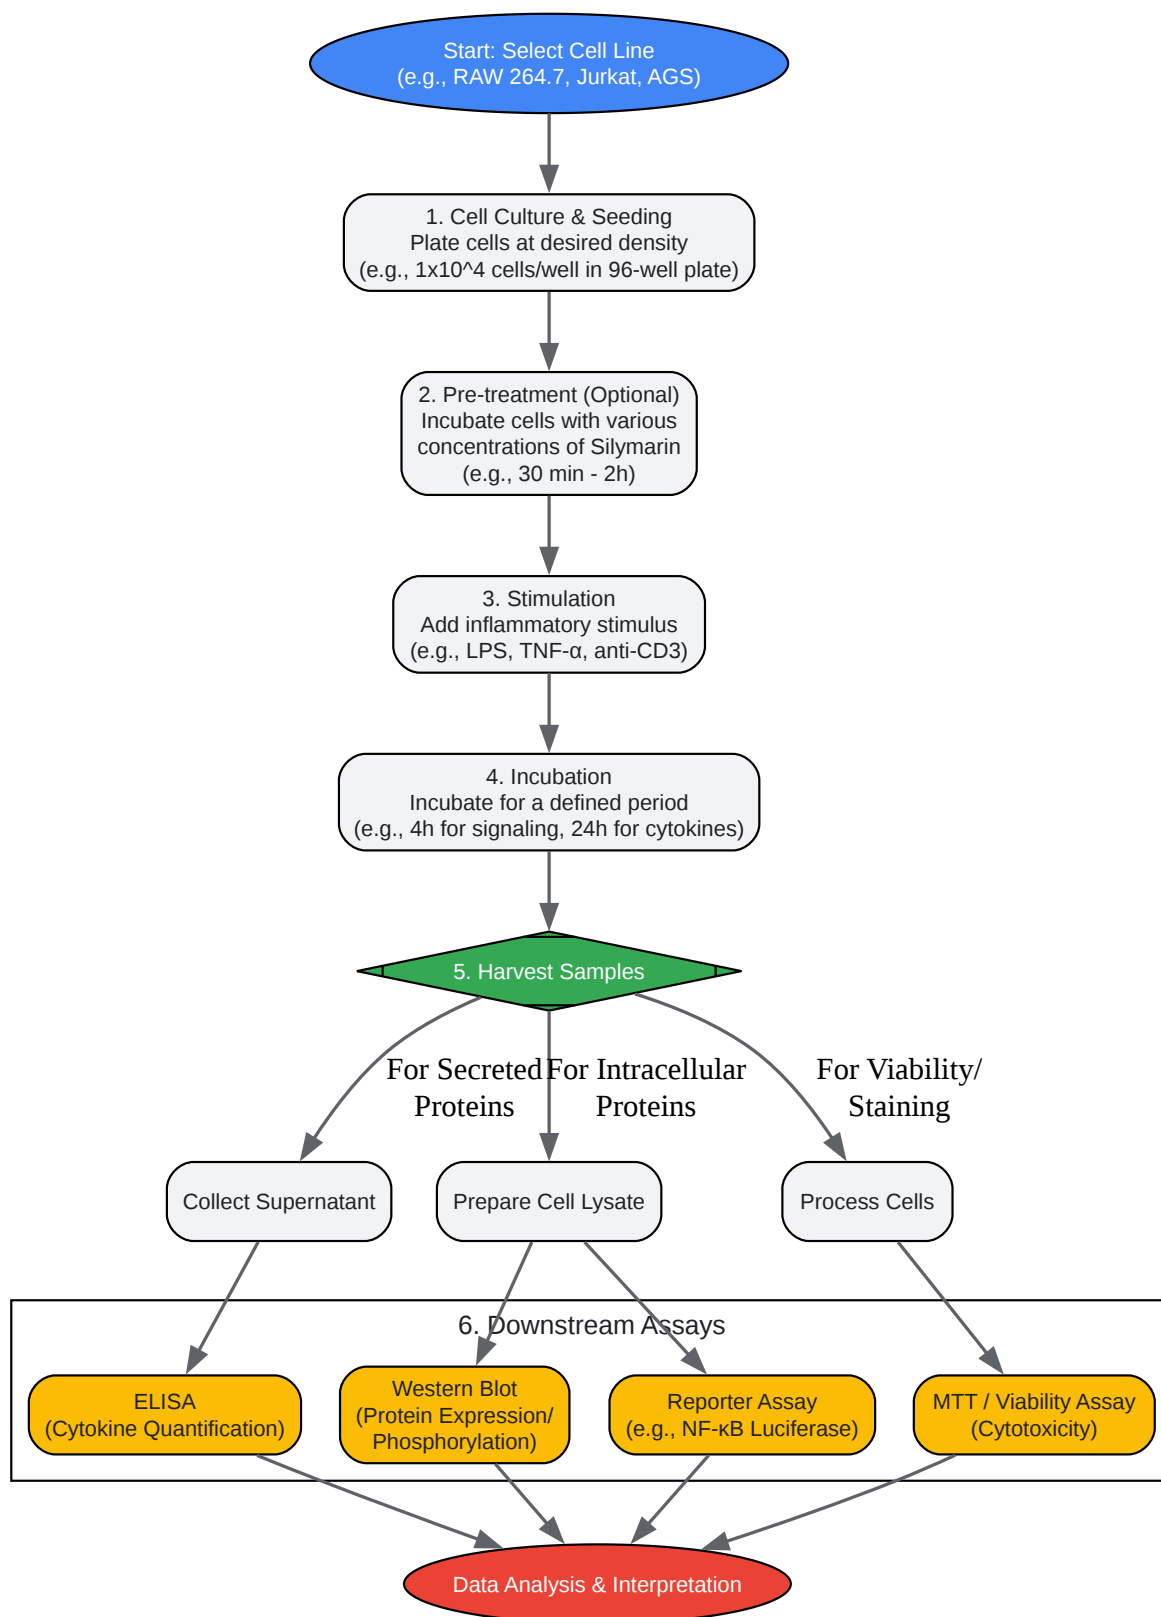 Start: Select Cell Line
(e.g., RAW 264.7, Jurkat, AGS)
1. Cell Culture & Seeding
Plate cells at desired density
(e.g., 1x10^4 cells/well in 96-well plate)
2. Pre-treatment (Optional)
Incubate cells with various
concentrations of Silymarin
(e.g., 30 min - 2h)
3. Stimulation
Add inflammatory stimulus
(e.g., LPS, TNF-α, anti-CD3)
4. Incubation
Incubate for a defined period
(e.g., 4h for signaling, 24h for cytokines)
5. Harvest Samples
For Secreted
Proteins
For Intracellular
Proteins
For Viability/
Staining
Collect Supernatant
Prepare Cell Lysate
Process Cells
6. Downstream Assays
ELISA
(Cytokine Quantification)
Western Blot
(Protein Expression/
Phosphorylation)
Reporter Assay
(e.g., NF-κB Luciferase)
MTT / Viability Assay
(Cytotoxicity)
Data Analysis & Interpretation